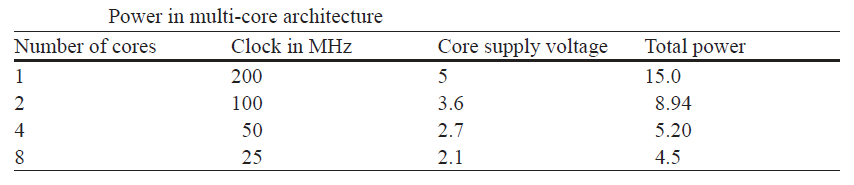 Power in multi-core architecture
Number of cores Clock in MHz Core supply voltage Total power
1 200 5 15.0
2 100 3.6 8.94
4 50 2.7 5.20
8 25 2.1 4.5